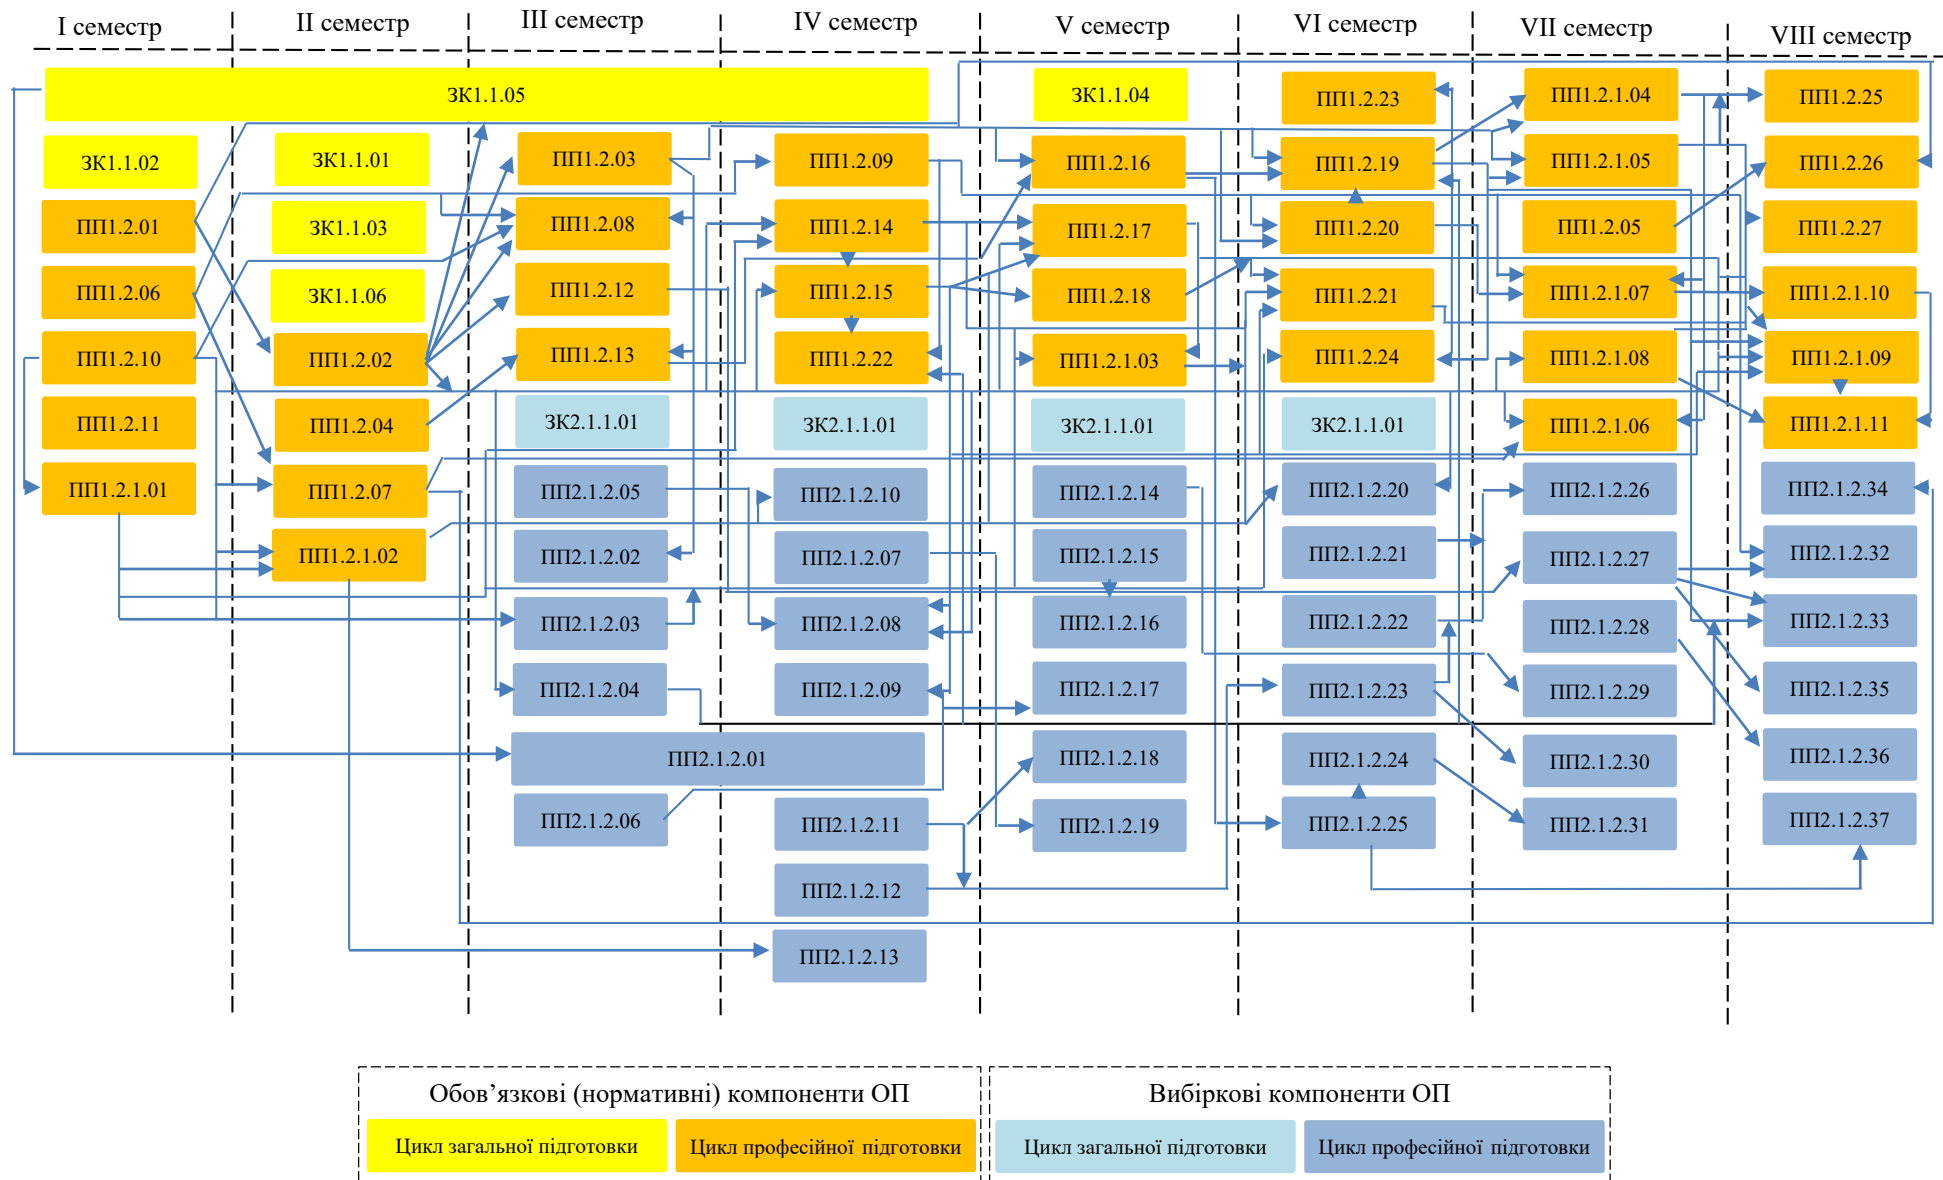 I семестр
II семестр
III семестр
IV семестр
V семестр
VI семестр
VII семестр
VIII семестр
ЗК1.1.05
ЗК1.1.02
ПП1.2.01
ПП1.2.06
ПП1.2.10
ПП1.2.11
ПП1.2.1.01
ЗК1.1.01
ЗК1.1.03
ЗК1.1.06
ПП1.2.02
ПП1.2.04
ПП1.2.07
ПП1.2.1.02
ПП1.2.03
ПП1.2.08
ПП1.2.12
ПП1.2.13
ЗК2.1.1.01
ПП2.1.2.05
ПП2.1.2.02
ПП2.1.2.03
ПП2.1.2.04
ПП2.1.2.01
ПП2.1.2.06
ПП1.2.09
ПП1.2.14
ПП1.2.15
ПП1.2.22
ЗК2.1.1.01
ПП2.1.2.10
ПП2.1.2.07
ПП2.1.2.08
ПП2.1.2.09
ПП2.1.2.11
ПП2.1.2.12
ПП2.1.2.13
ЗК1.1.04
ПП1.2.16
ПП1.2.17
ПП1.2.18
ПП1.2.1.03
ЗК2.1.1.01
ПП2.1.2.14
ПП2.1.2.15
ПП2.1.2.16
ПП2.1.2.17
ПП2.1.2.18
ПП2.1.2.19
ПП1.2.23
ПП1.2.19
ПП1.2.20
ПП1.2.21
ПП1.2.24
ЗК2.1.1.01
ПП2.1.2.20
ПП2.1.2.21
ПП2.1.2.22
ПП2.1.2.23
ПП2.1.2.24
ПП2.1.2.25
ПП1.2.1.04
ПП1.2.1.05
ПП1.2.05
ПП1.2.1.07
ПП1.2.1.08
ПП1.2.1.06
ПП2.1.2.26
ПП2.1.2.27
ПП2.1.2.28
ПП2.1.2.29
ПП2.1.2.30
ПП2.1.2.31
ПП1.2.25
ПП1.2.26
ПП1.2.27
ПП1.2.1.10
ПП1.2.1.09
ПП1.2.1.11
ПП2.1.2.34
ПП2.1.2.32
ПП2.1.2.33
ПП2.1.2.35
ПП2.1.2.36
ПП2.1.2.37
Обов’язкові (нормативні) компоненти ОП
Цикл загальної підготовки
Цикл професійної підготовки
Вибіркові компоненти ОП
Цикл загальної підготовки
Цикл професійної підготовки